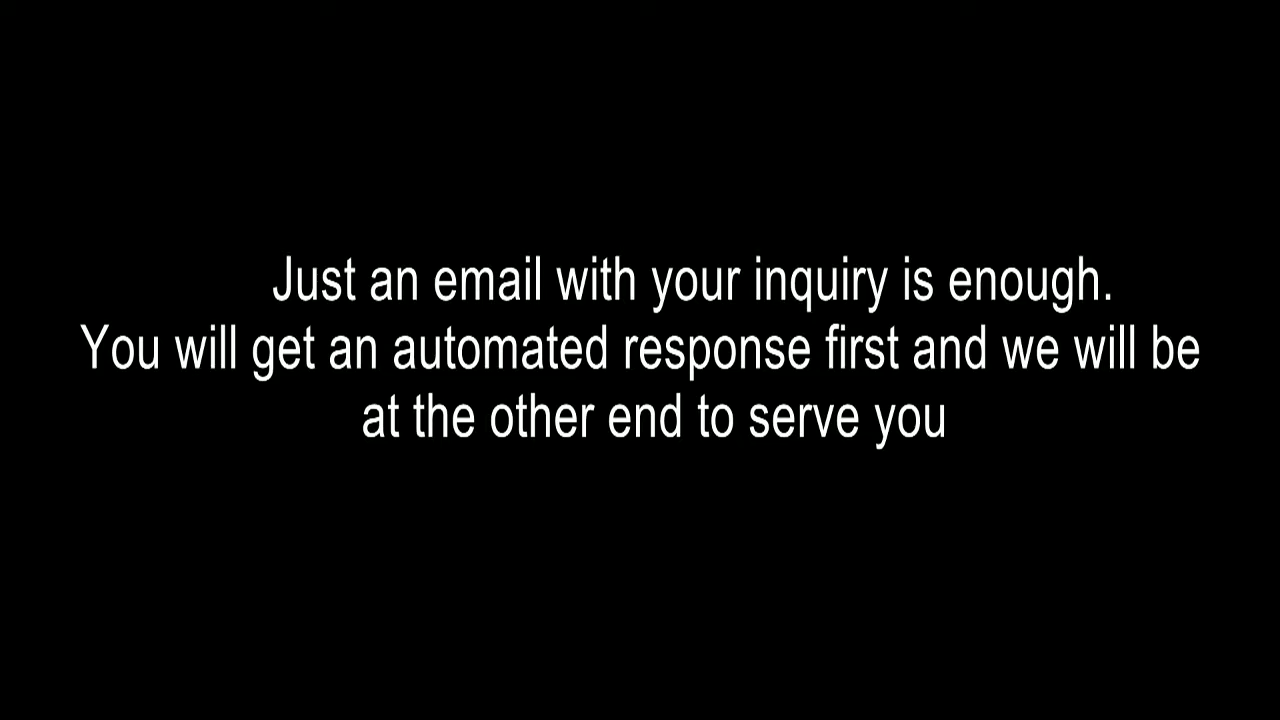 Just an email with your inquiry is enough.
You will get an automated response first and we will be
at the other end to serve you